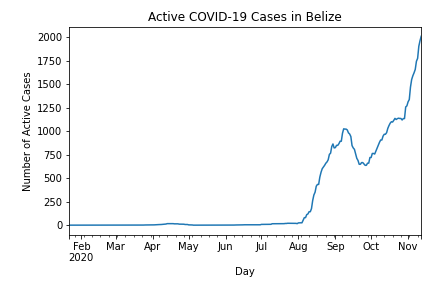 Active COVID-19 Cases in Belize
Number of Active Cases
2000
1750
1500
1250
1000
750
500
250
0
Feb Mar Apr May Jun Jul Aug Sep Oct Nov
2020
Day